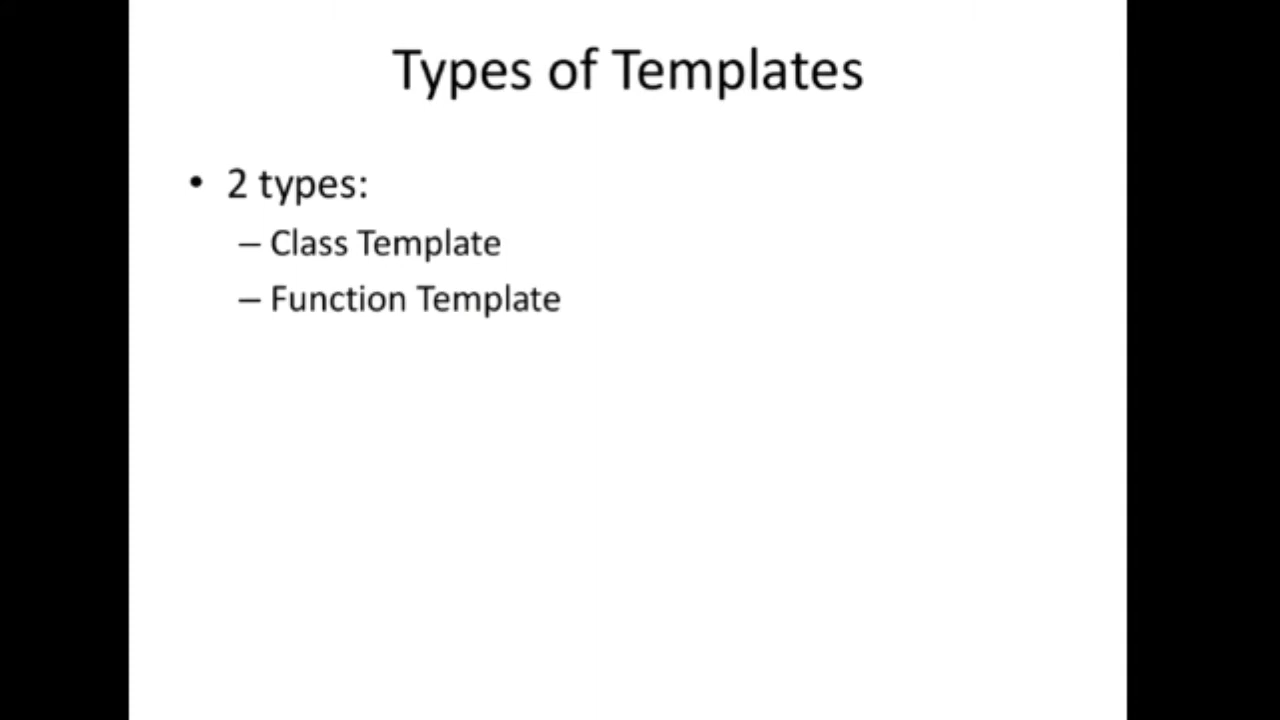 Types of Templates
• 2 types:
– Class Template
– Function Template